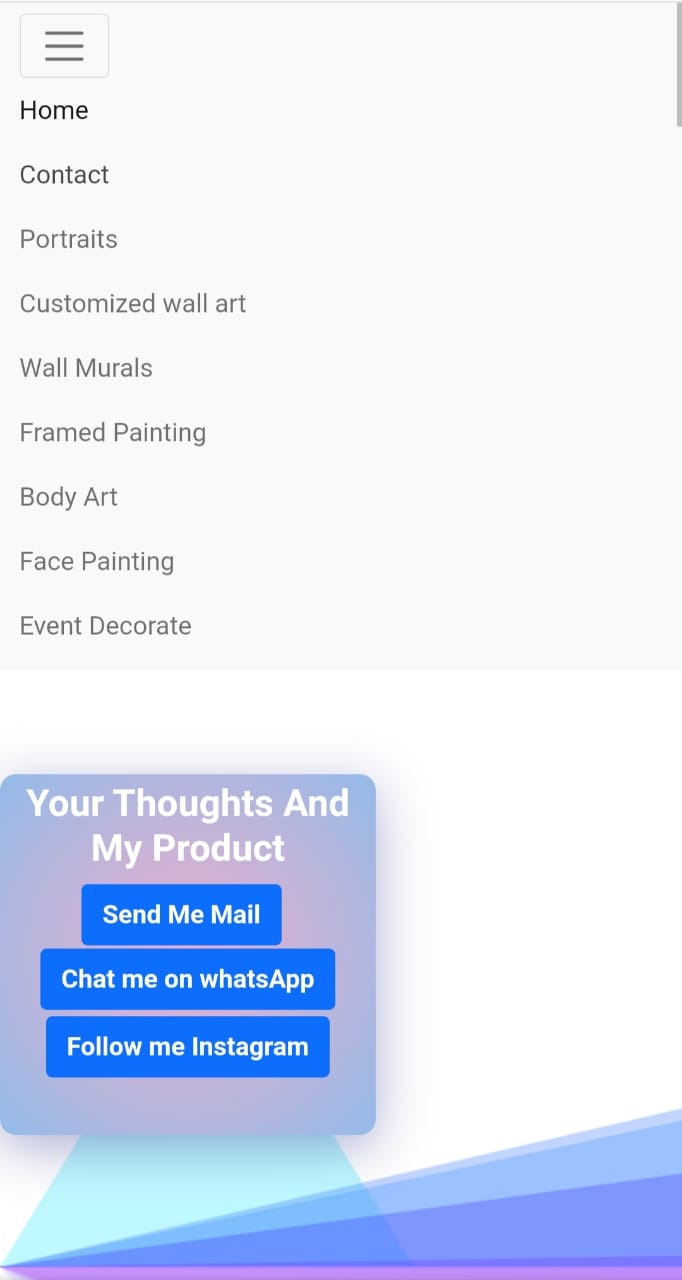 Home
Contact
Portraits
Customized wall art
Wall Murals
Framed Painting
Body Art
Face Painting
Event Decorate
Your Thoughts And
My Product
Send Me Mail
Chat me on whatsApp
Follow me Instagram